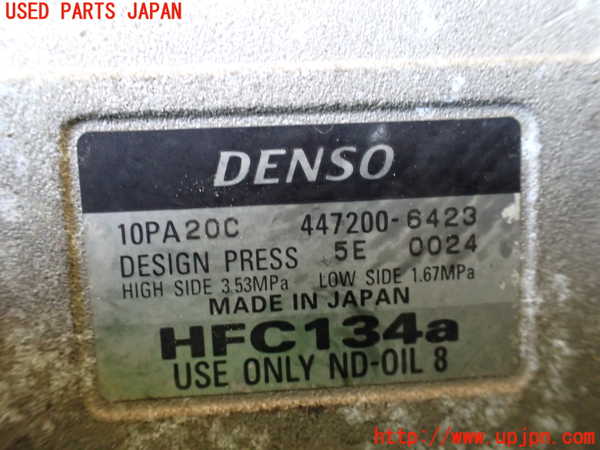 USED PARTS JAPAN
DENSO
10PA20C 447200-6423
DESIGN PRESS 5E 0024
HIGH SIDE 3.53MPa LOW SIDE 1.67MPa
MADE IN JAPAN
HFC134a
USE ONLY ND-OIL 8
http://www.upjpn.com/